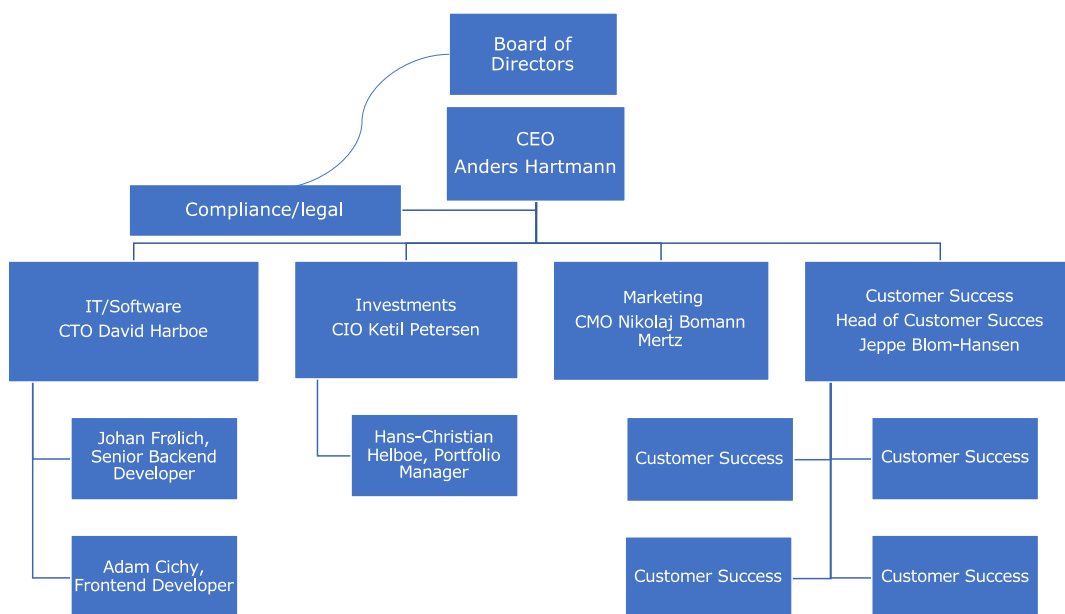 Board of
Directors
CEO
Anders Hartmann
Compliance/legal
IT/Software
CTO David Harboe
Investments
CIO Ketil Petersen
Marketing
CMO Nikolaj Bomann
Mertz
Customer Success
Head of Customer Succes
Jeppe Blom-Hansen
Johan Frølich,
Senior Backend
Developer
Hans-Christian
Helboe, Portfolio
Manager
Customer Success
Customer Success
Adam Cichy,
Frontend Developer
Customer Success
Customer Success